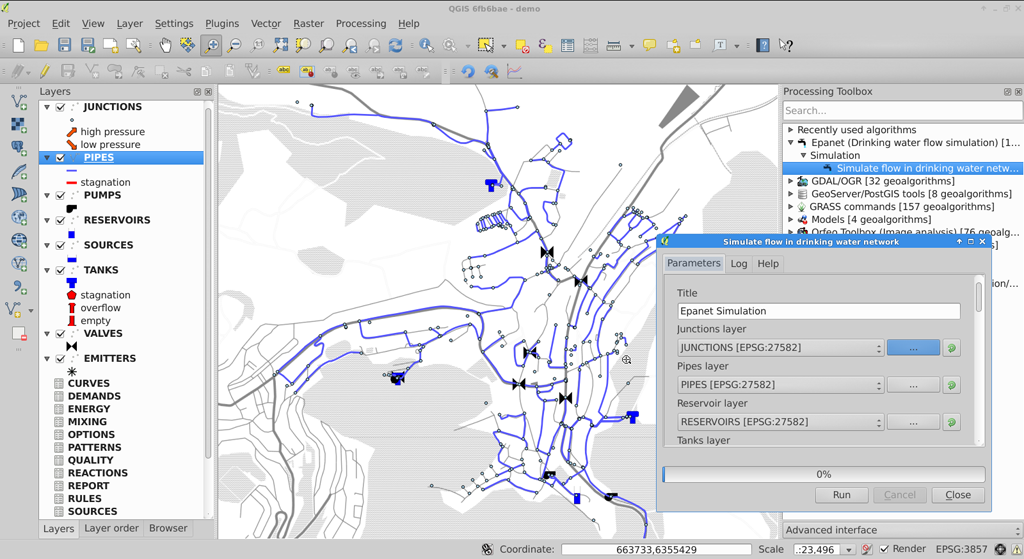 QGIS 6fb6bae - demo
Project Edit View Layer Settings Plugins Vector Raster Processing Help
Layers
JUNCTIONS
high pressure
low pressure
PIPES
stagnation
PUMPS
RESERVOIRS
SOURCES
TANKS
stagnation
overflow
empty
VALVES
EMITTERS
CURVES
DEMANDS
ENERGY
MIXING
OPTIONS
PATTERNS
QUALITY
REACTIONS
REPORT
RULES
SOURCES
Layers Layer order Browser
Processing Toolbox
Search...
Recently used algorithms
Epanet (Drinking water flow simulation) [1...
Simulation
Simulate flow in drinking water netw...
GDAL/OGR [32 geoalgorithms]
GeoServer/PostGIS tools [8 geoalgorithms]
GRASS commands [157 geoalgorithms]
Models [4 geoalgorithms]
Orfeo Toolbox (Image analysis) [76 geoalg...
Simulate flow in drinking water network
Parameters Log Help
Title
Epanet Simulation
Junctions layer
JUNCTIONS [EPSG:27582] ...
Pipes layer
PIPES [EPSG:27582] ...
Reservoir layer
RESERVOIRS [EPSG:27582] ...
Tanks layer
0%
Run Cancel Close
Advanced interface
Coordinate: 663733,6355429 Scale .:23,496 Render EPSG:3857